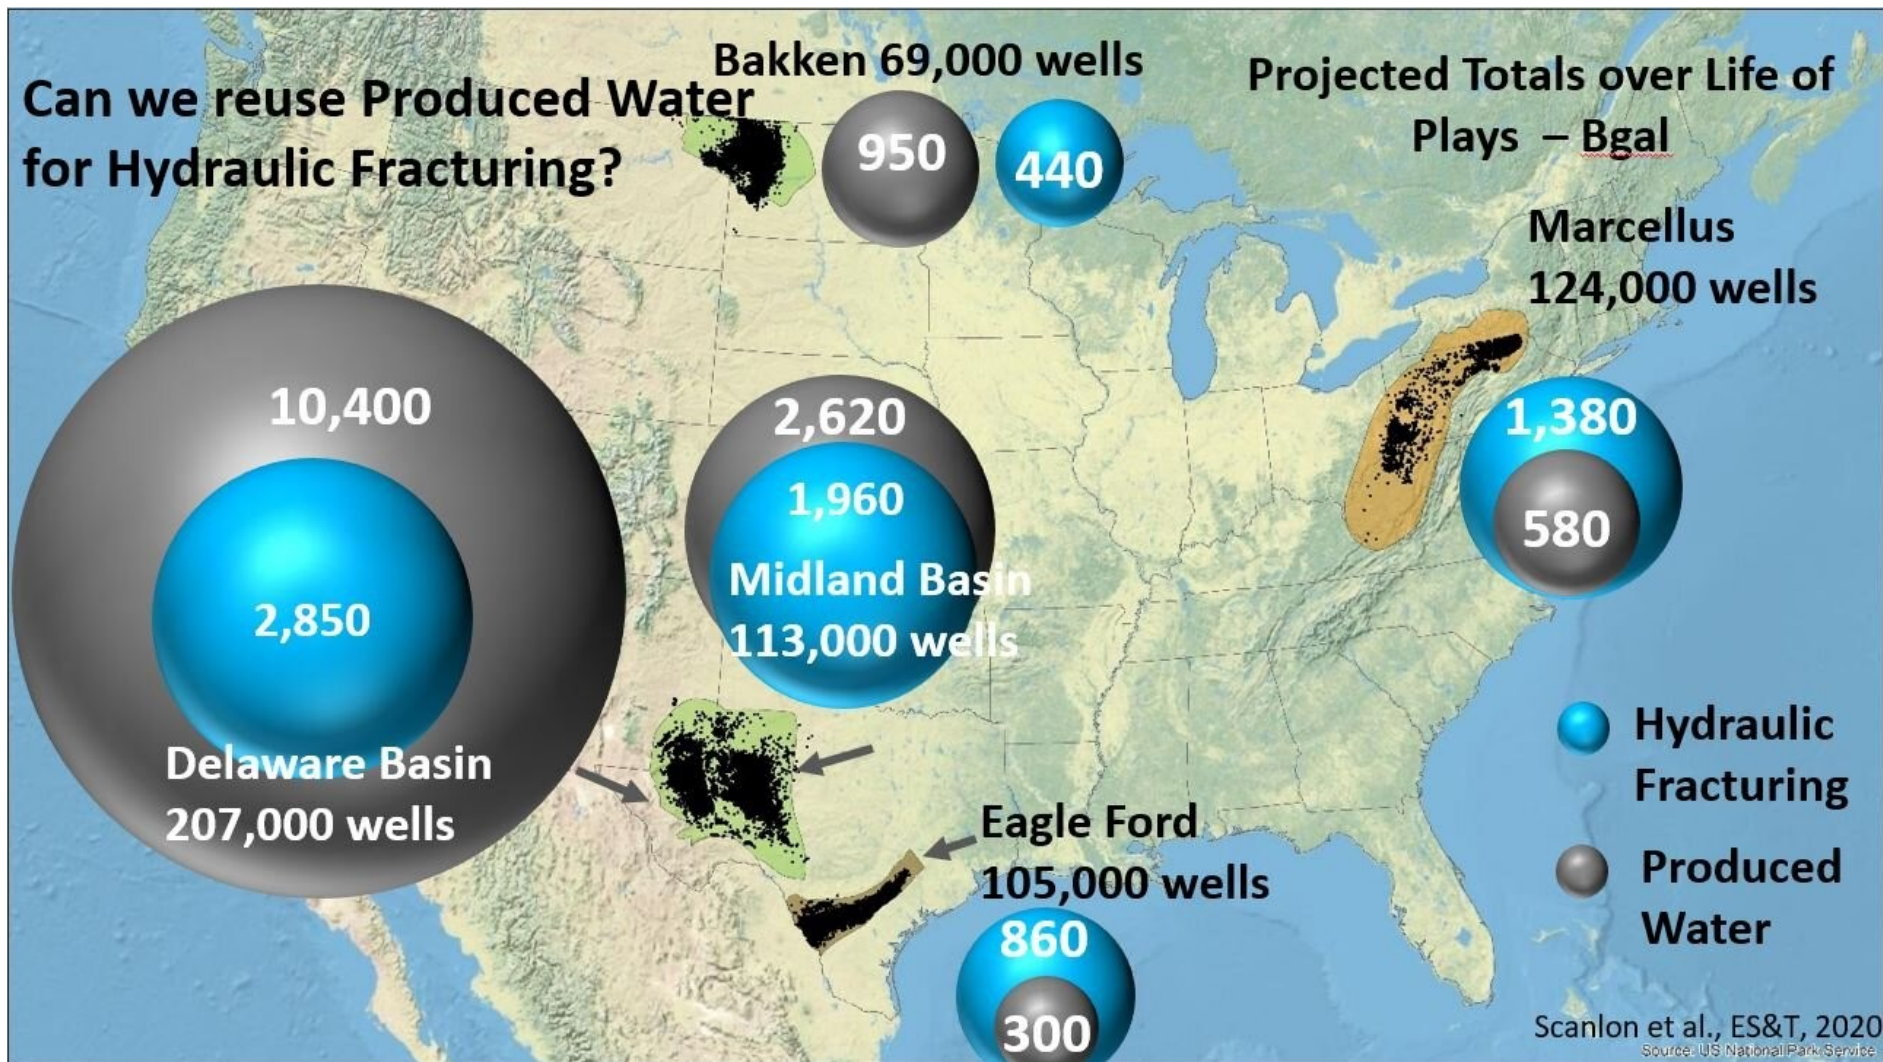 Can we reuse Produced Water
for Hydraulic Fracturing?
Bakken 69,000 wells
950
440
Projected Totals over Life of
Plays – Bgal
Marcellus
124,000 wells
1,380
580
10,400
2,850
Delaware Basin
207,000 wells
2,620
1,960
Midland Basin
113,000 wells
Eagle Ford
105,000 wells
860
300
Hydraulic
Fracturing
Produced
Water
Scanlon et al., ES&T, 2020
Source: US National Park Service